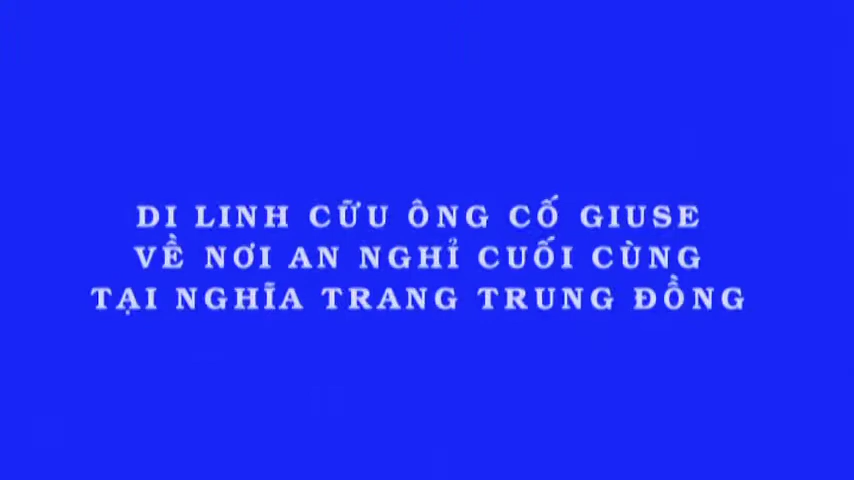 DI LINH CỮU ÔNG CỐ GIUSE
VỀ NƠI AN NGHỈ CUỐI CÙNG
TẠI NGHĨA TRANG TRUNG ĐỒNG